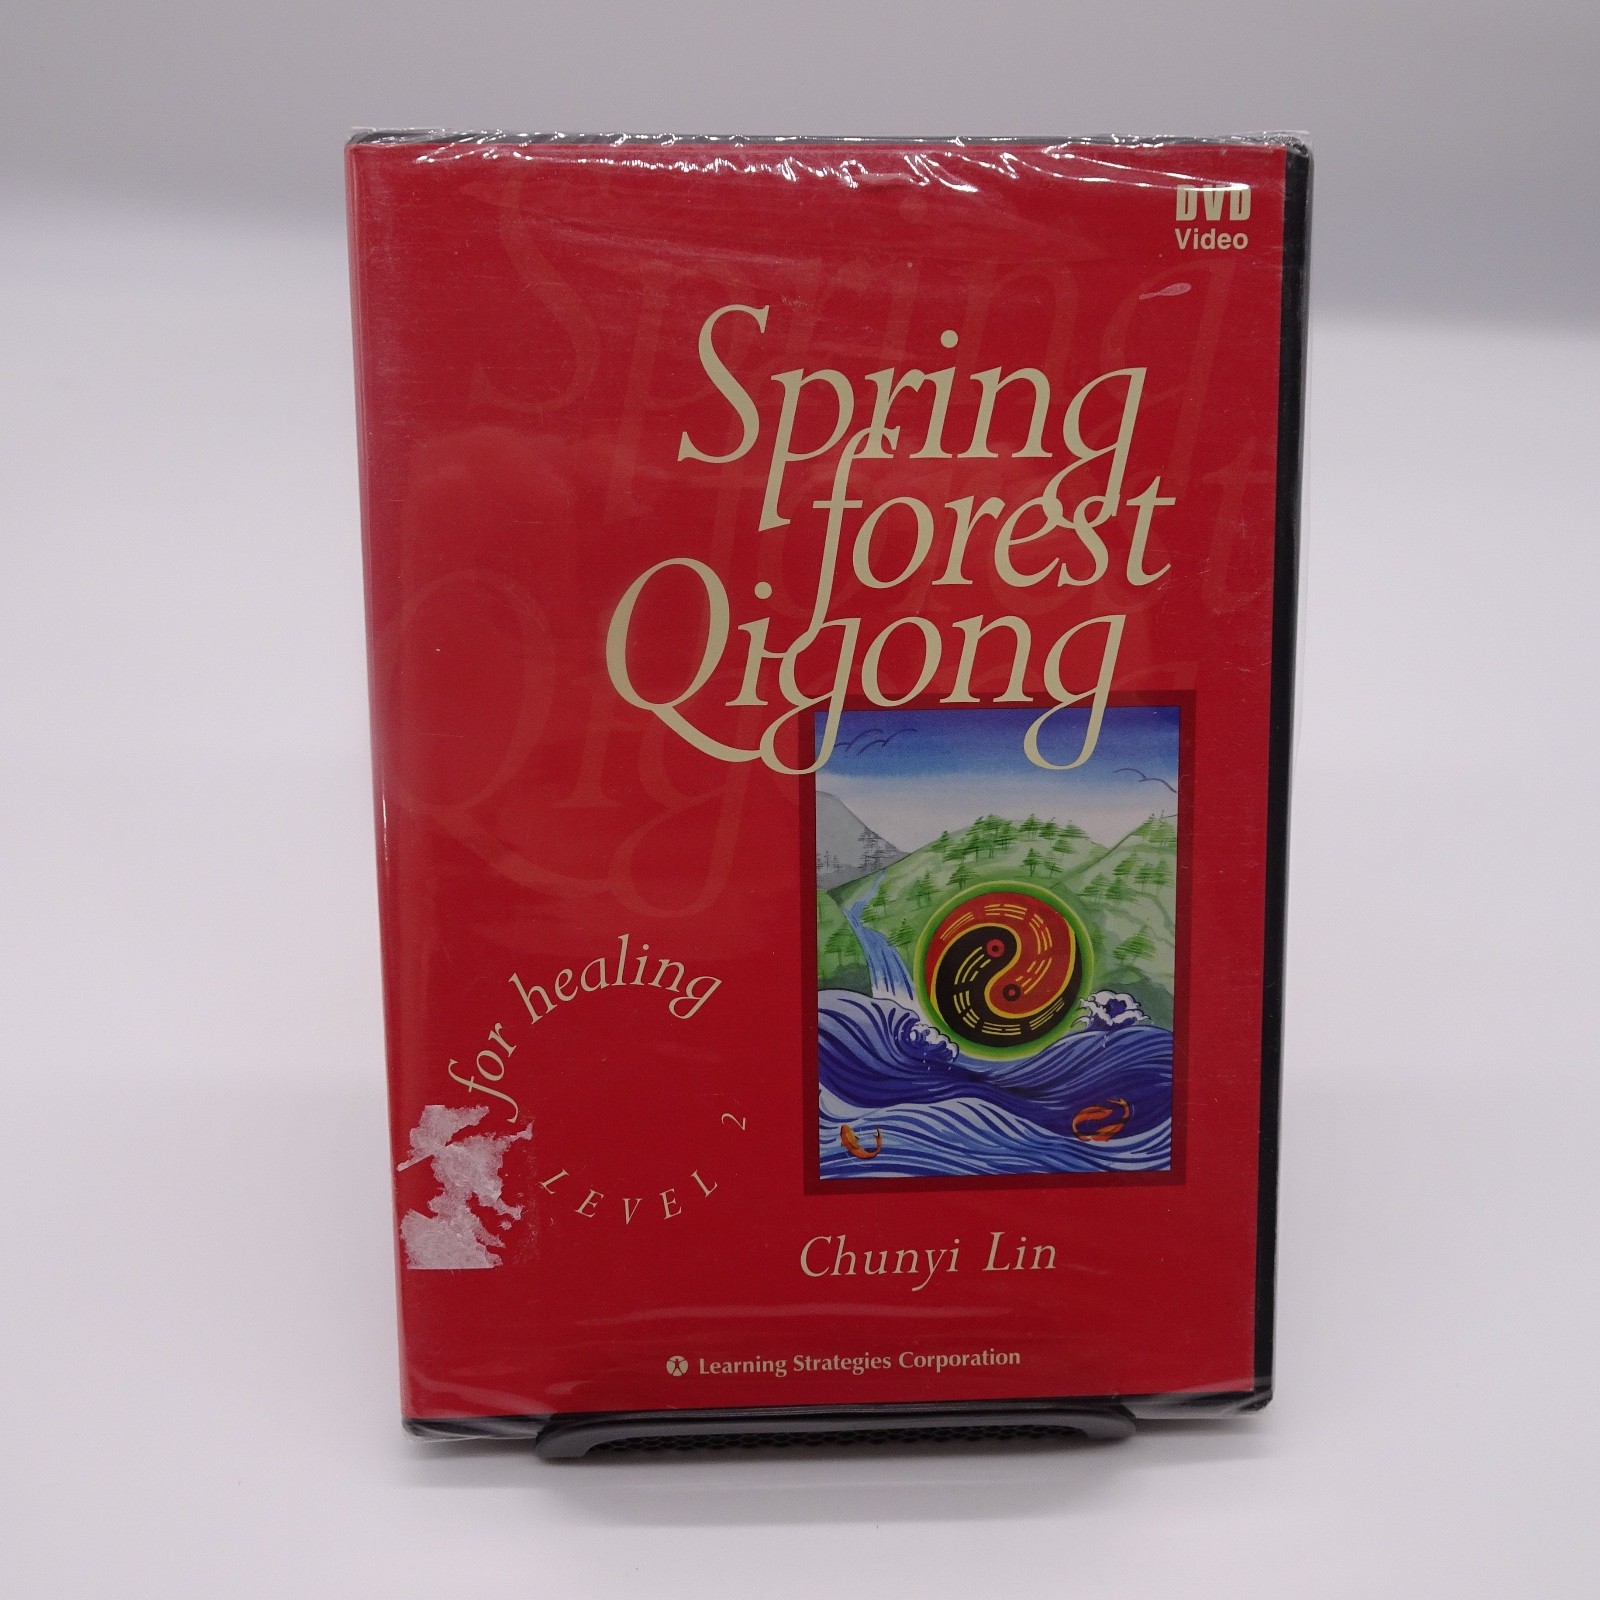 DVD
Video
Spring
forest
Qigong
for healing
LEVEL 2
Chunyi Lin
Learning Strategies Corporation